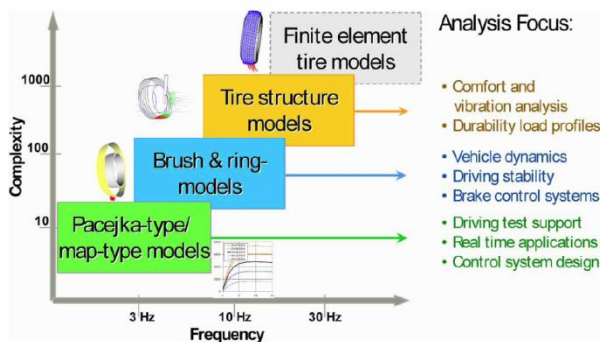 Finite element
tire models
Tire structure
models
Brush & ring-
models
Pacejka-type/
map-type models
Complexity
1000
100
10
3 Hz
10 Hz
30 Hz
Frequency
Analysis Focus:
• Comfort and
vibration analysis
• Durability load profiles
• Vehicle dynamics
• Driving stability
• Brake control systems
• Driving test support
• Real time applications
• Control system design